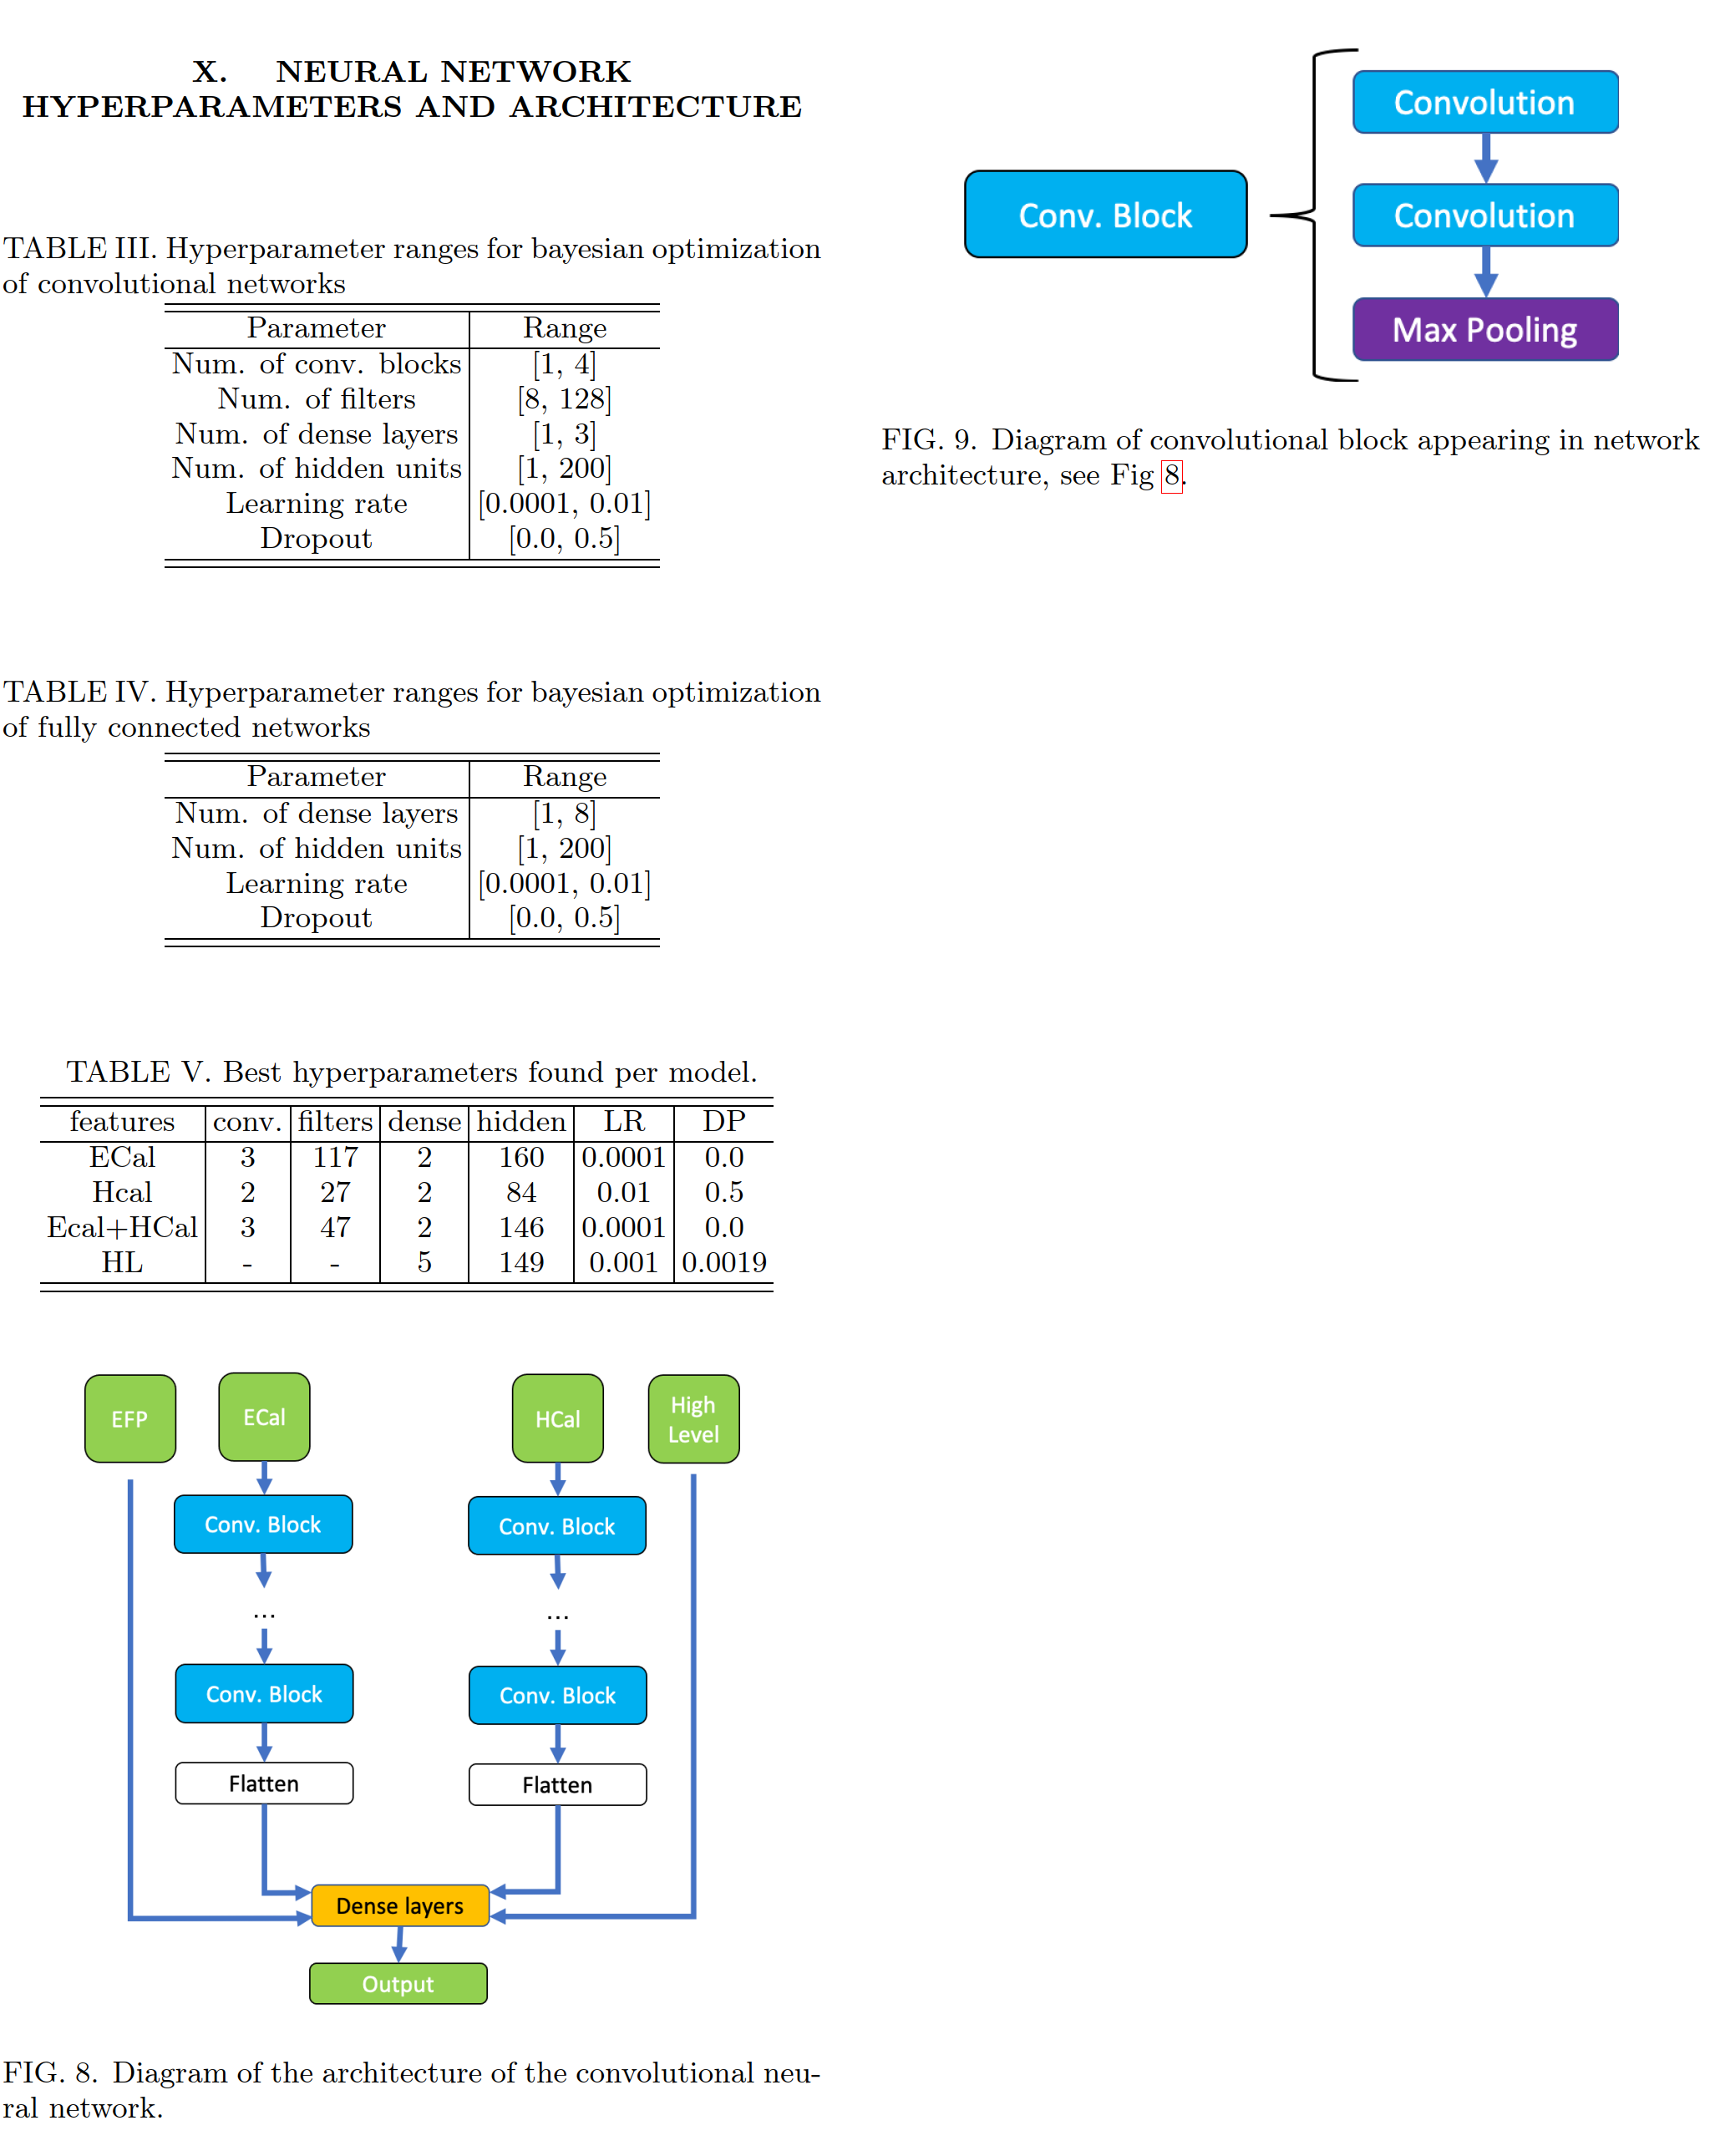 X. NEURAL NETWORK
HYPERPARAMETERS AND ARCHITECTURE
TABLE III. Hyperparameter ranges for bayesian optimization
of convolutional networks
Parameter Range
Num. of conv. blocks [1, 4]
Num. of filters [8, 128]
Num. of dense layers [1, 3]
Num. of hidden units [1, 200]
Learning rate [0.0001, 0.01]
Dropout [0.0, 0.5]
TABLE IV. Hyperparameter ranges for bayesian optimization
of fully connected networks
Parameter Range
Num. of dense layers [1, 8]
Num. of hidden units [1, 200]
Learning rate [0.0001, 0.01]
Dropout [0.0, 0.5]
TABLE V. Best hyperparameters found per model.
features conv. filters dense hidden LR DP
ECal 3 117 2 160 0.0001 0.0
Hcal 2 27 2 84 0.01 0.5
Ecal+HCal 3 47 2 146 0.0001 0.0
HL - - 5 149 0.001 0.0019
EFP ECal HCal High
Level
Conv. Block Conv. Block
... ...
Conv. Block Conv. Block
Flatten Flatten
Dense layers
Output
FIG. 8. Diagram of the architecture of the convolutional neu-
ral network.
Convolution
Conv. Block Convolution
Max Pooling
FIG. 9. Diagram of convolutional block appearing in network
architecture, see Fig 8.